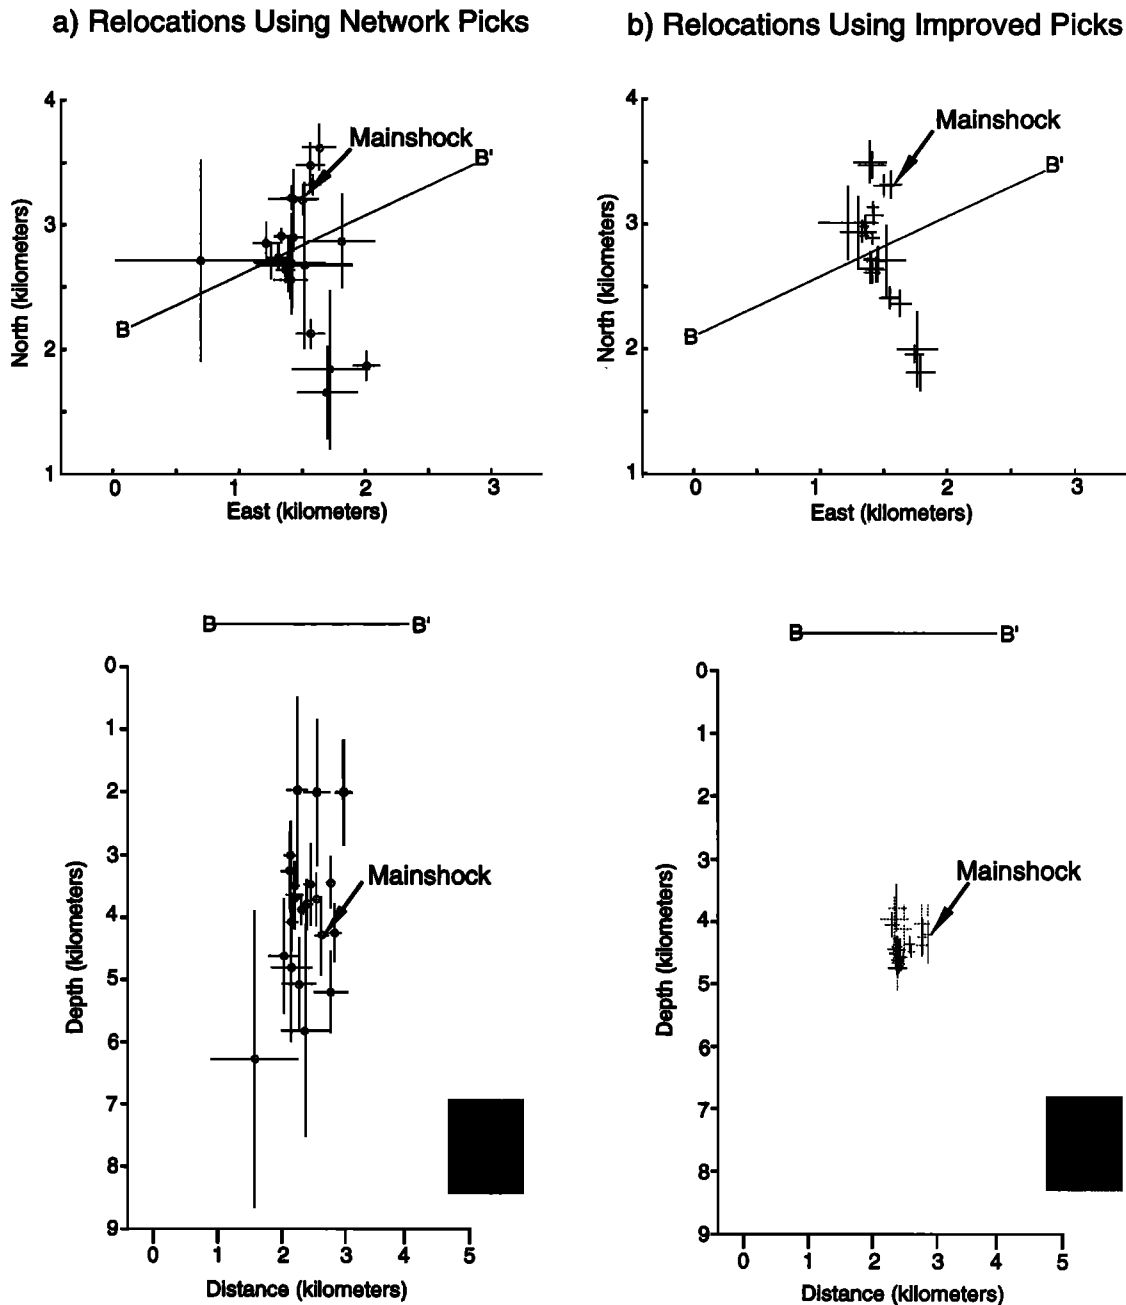 a) Relocations Using Network Picks
b) Relocations Using Improved Picks
4
3
2
1
North (kilometers)
Mainshock
B
B'
0
1
2
3
East (kilometers)
4
3
2
1
North (kilometers)
Mainshock
B
B'
0
1
2
3
East (kilometers)
B
B'
0
1
2
3
4
5
6
7
8
9
Depth (kilometers)
Mainshock
0
1
2
3
4
5
Distance (kilometers)
B
B'
0
1
2
3
4
5
6
7
8
9
Depth (kilometers)
Mainshock
0
1
2
3
4
5
Distance (kilometers)